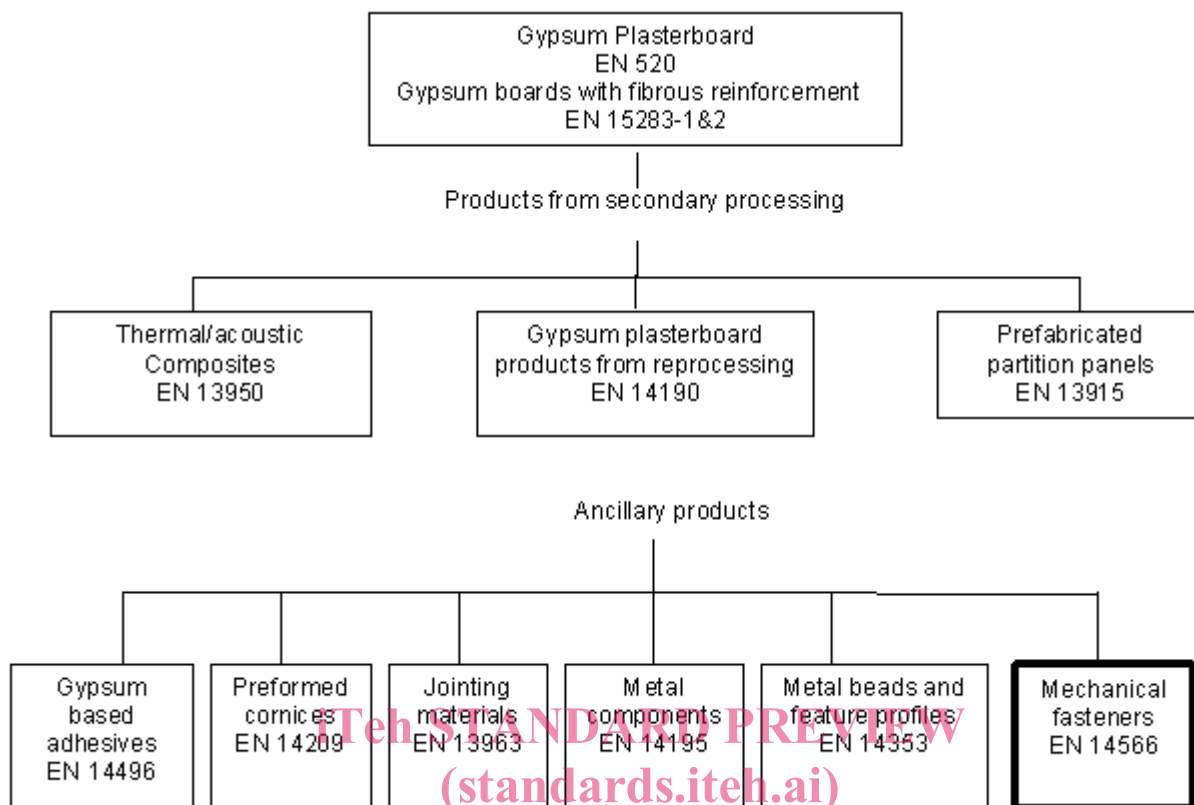 Gypsum Plasterboard
EN 520
Gypsum boards with fibrous reinforcement
EN 15283-1&2
Products from secondary processing
Thermal/acoustic
Composites
EN 13950
Gypsum plasterboard
products from reprocessing
EN 14190
Prefabricated
partition panels
EN 13915
Ancillary products
Gypsum
based
adhesives
EN 14496
Preformed
cornices
EN 14209
Jointing
materials
EN 13963
Metal
components
EN 14195
Metal beads and
feature profiles
EN 14353
Mechanical
fasteners
EN 14566
iTeh STANDARD PREVIEW
(standards.iteh.ai)